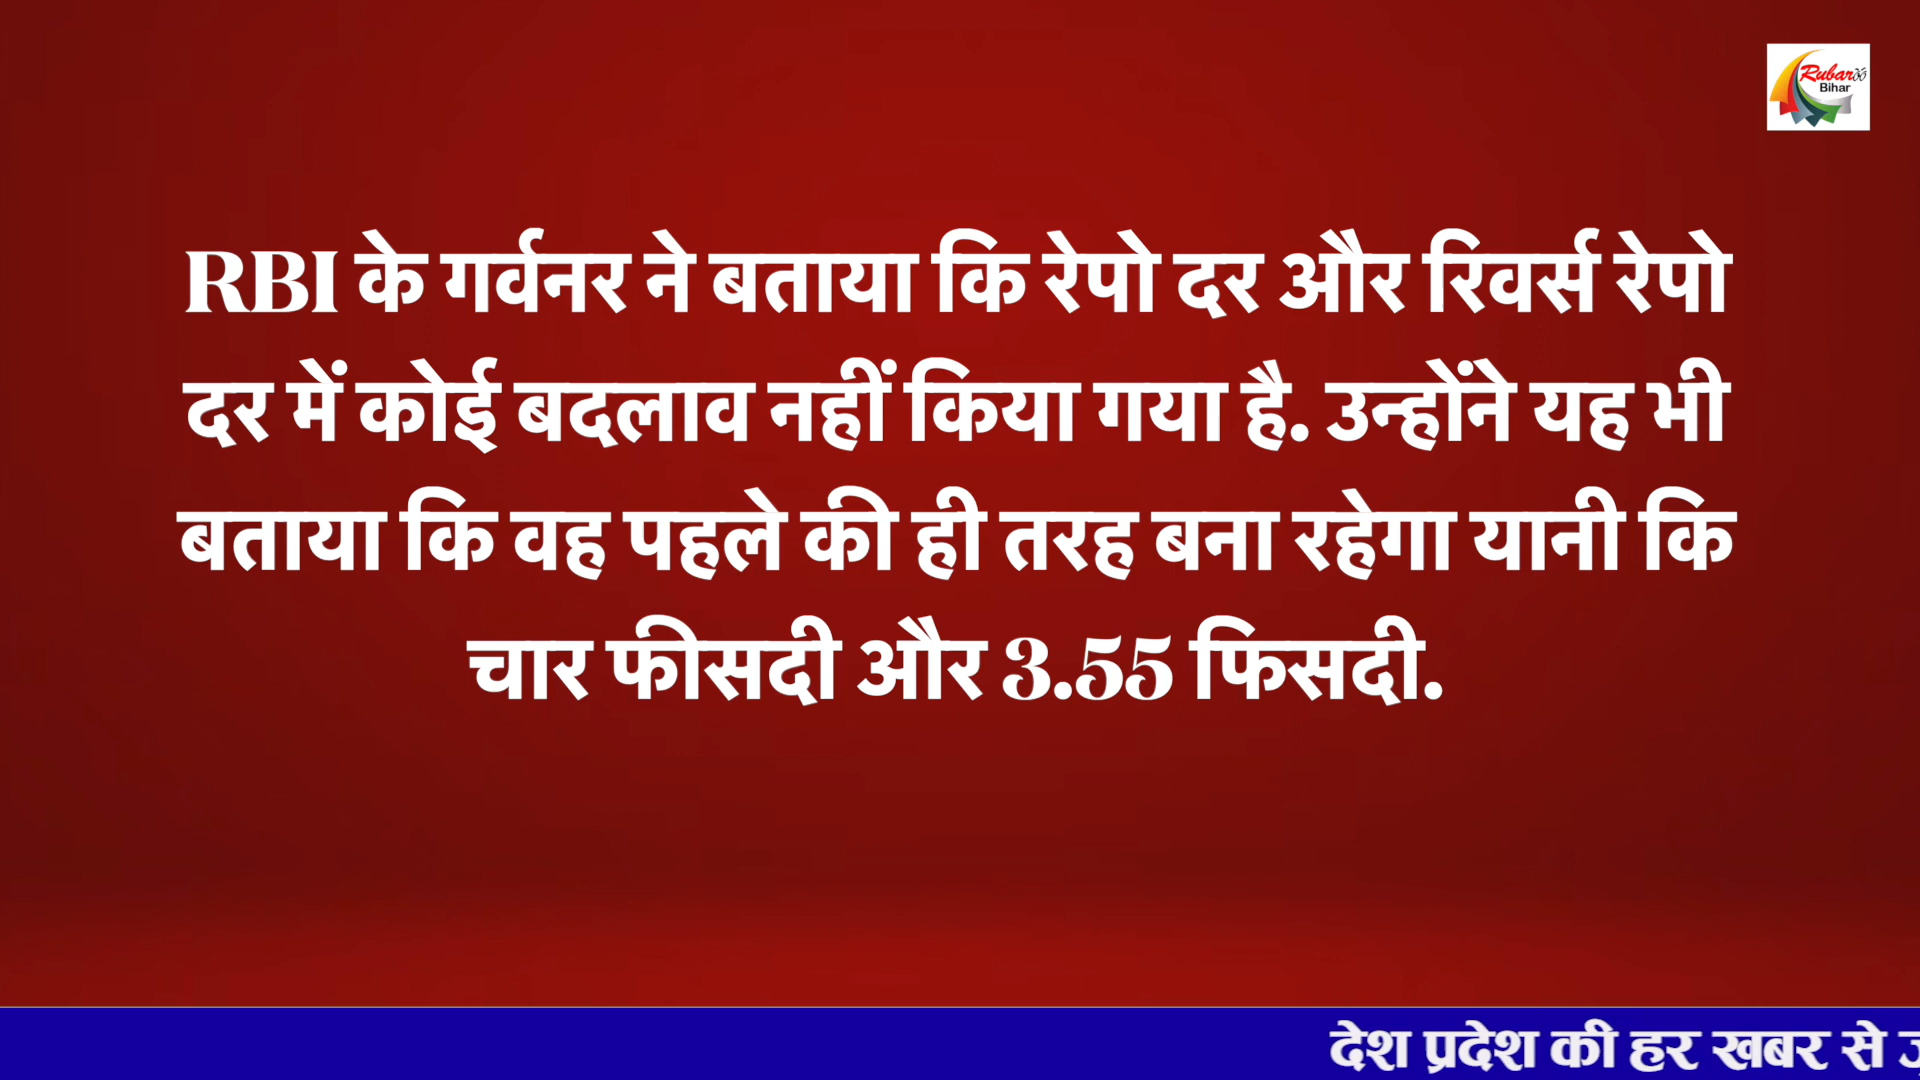 Rubaroo
Bihar
RBI के गर्वनर ने बताया कि रेपो दर और रिवर्स रेपो
दर में कोई बदलाव नहीं किया गया है. उन्होंने यह भी
बताया कि वह पहले की ही तरह बना रहेगा यानी कि
चार फीसदी और 3.55 फिसदी.
देश प्रदेश की हर खबर से